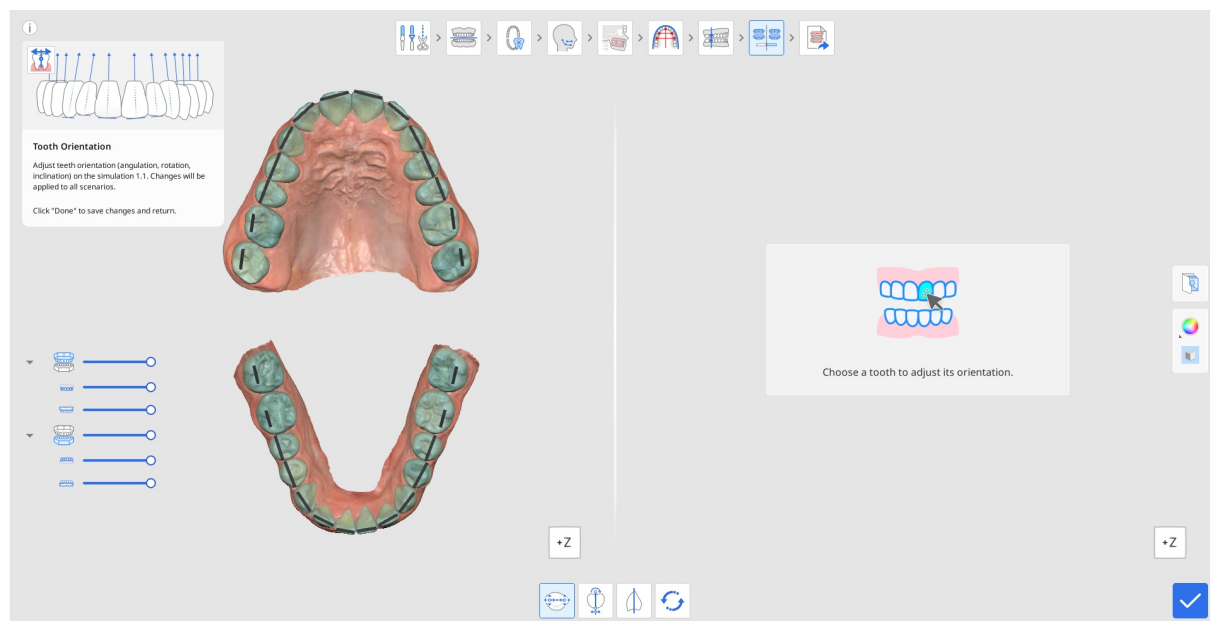 Tooth Orientation
Adjust teeth orientation (angulation, rotation,
inclination) on the simulation 1.1. Changes will be
applied to all scenarios.
Click "Done" to save changes and return.
Choose a tooth to adjust its orientation.
+Z
+Z